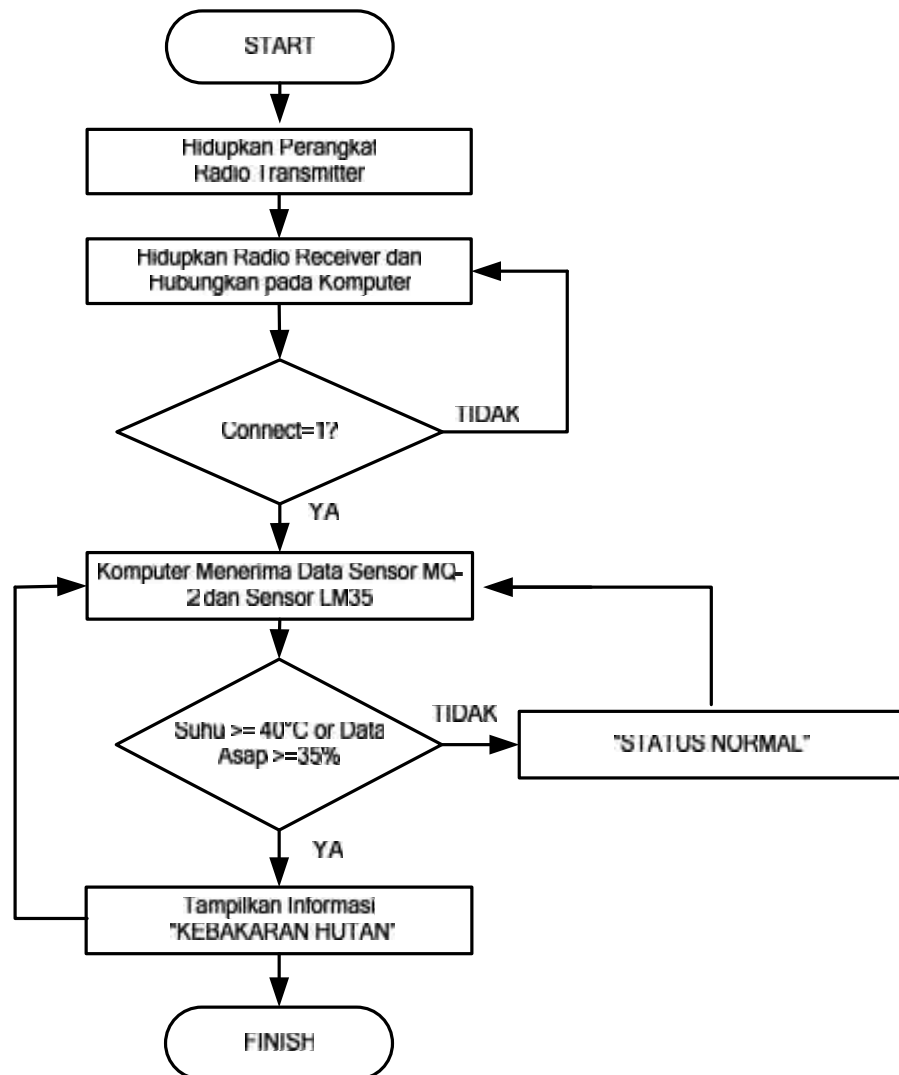 START
Hidupkan Perangkat
Radio Transmitter
Hidupkan Radio Receiver dan
Hubungkan pada Komputer
TIDAK
Connect=1?
YA
Komputer Menerima Data Sensor MQ-
2 dan Sensor LM35
TIDAK
Suhu >= 40°C or Data
Asap >=35%
"STATUS NORMAL"
YA
Tampilkan Informasi
"KEBAKARAN HUTAN"
FINISH